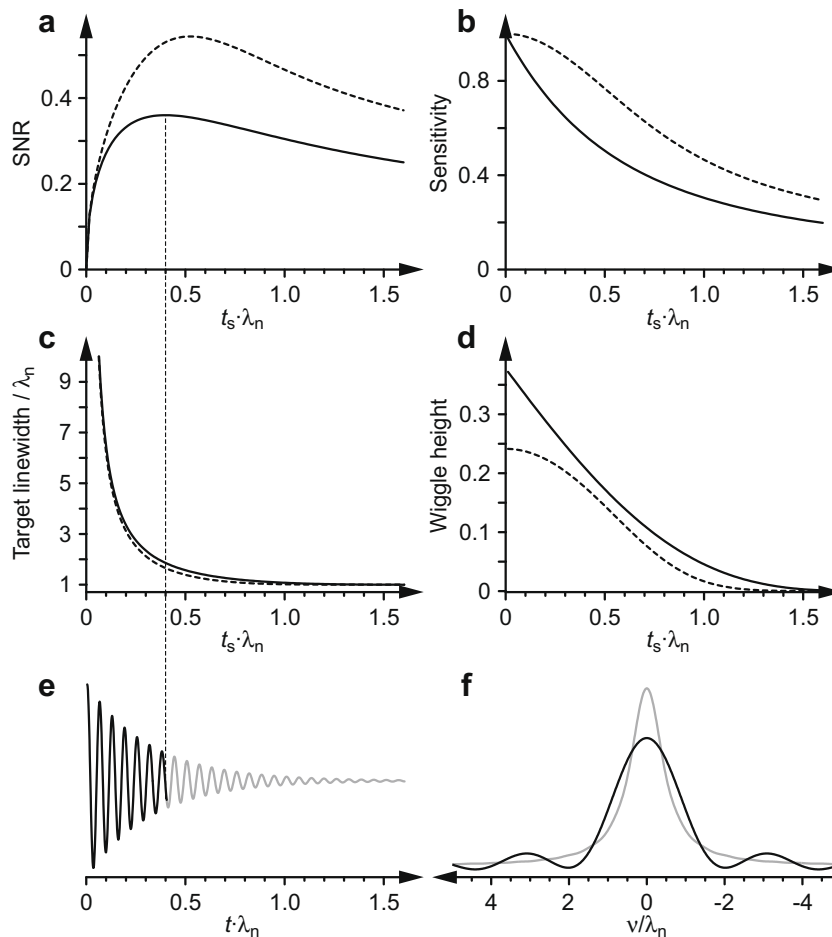 a
SNR
0.4
0.2
0
0 0.5 1.0 1.5
tₛ·λₙ
b
Sensitivity
0.8
0.4
0
0 0.5 1.0 1.5
tₛ·λₙ
c
Target linewidth / λₙ
9
7
5
3
1
0 0.5 1.0 1.5
tₛ·λₙ
d
Wiggle height
0.3
0.2
0.1
0
0 0.5 1.0 1.5
tₛ·λₙ
e
0 0.5 1.0 1.5
t·λₙ
f
4 2 0 -2 -4
ν/λₙ